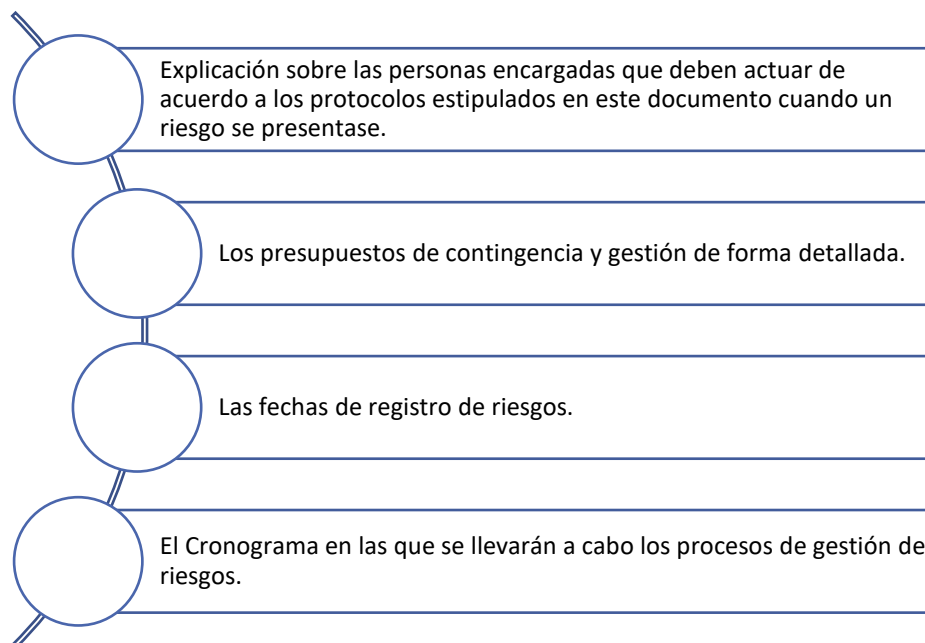 Explicación sobre las personas encargadas que deben actuar de
acuerdo a los protocolos estipulados en este documento cuando un
riesgo se presentase.
Los presupuestos de contingencia y gestión de forma detallada.
Las fechas de registro de riesgos.
El Cronograma en las que se llevarán a cabo los procesos de gestión de
riesgos.